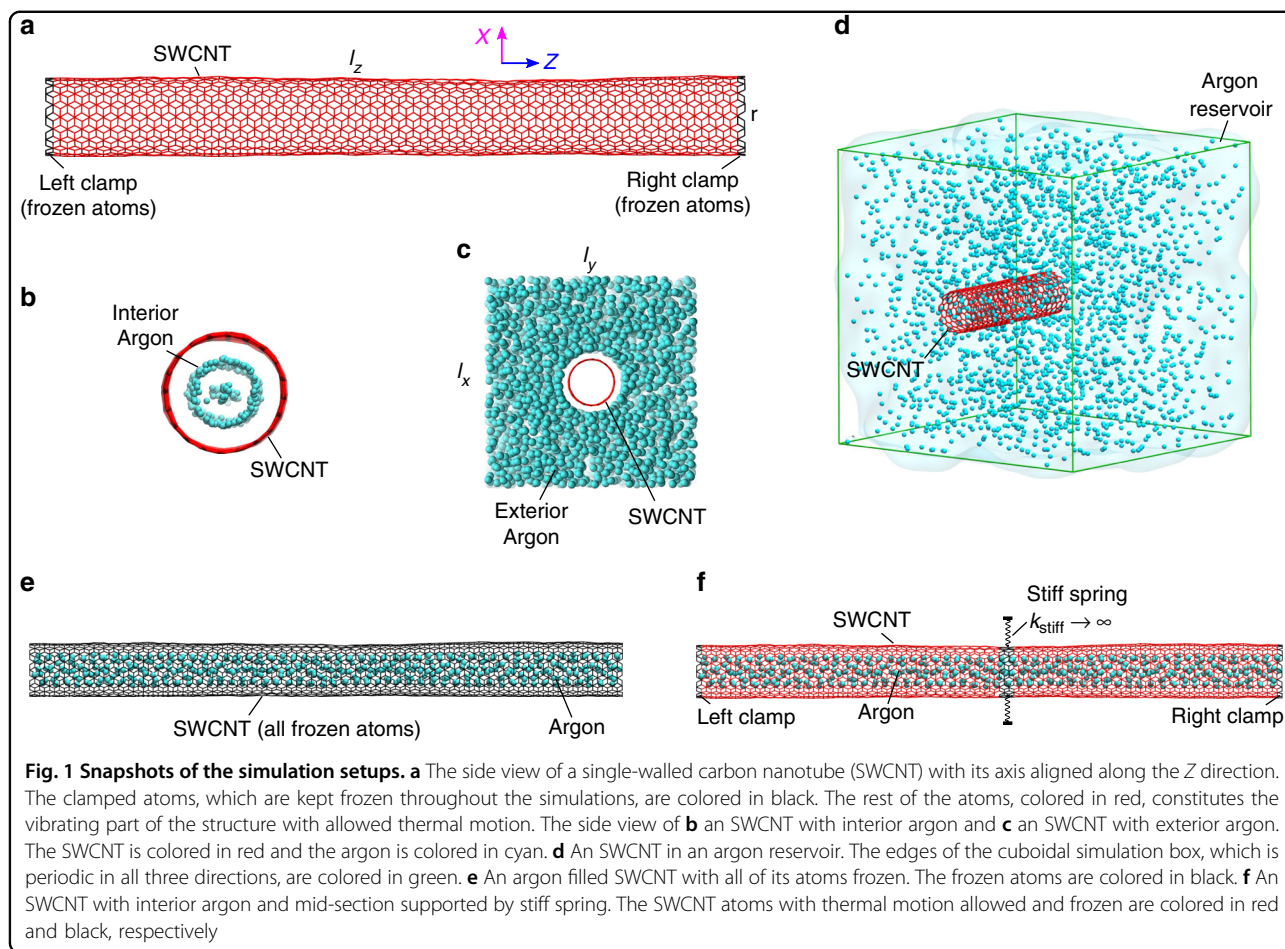 a
SWCNT
l_z
X
Z
r
Left clamp
(frozen atoms)
Right clamp
(frozen atoms)
b
Interior
Argon
SWCNT
c
l_y
l_x
Exterior
Argon
SWCNT
d
Argon
reservoir
SWCNT
e
SWCNT (all frozen atoms)
Argon
f
Stiff spring
k_stiff → ∞
SWCNT
Left clamp
Argon
Right clamp
Fig. 1 Snapshots of the simulation setups. a The side view of a single-walled carbon nanotube (SWCNT) with its axis aligned along the Z direction.
The clamped atoms, which are kept frozen throughout the simulations, are colored in black. The rest of the atoms, colored in red, constitutes the
vibrating part of the structure with allowed thermal motion. The side view of b an SWCNT with interior argon and c an SWCNT with exterior argon.
The SWCNT is colored in red and the argon is colored in cyan. d An SWCNT in an argon reservoir. The edges of the cuboidal simulation box, which is
periodic in all three directions, are colored in green. e An argon filled SWCNT with all of its atoms frozen. The frozen atoms are colored in black. f An
SWCNT with interior argon and mid-section supported by stiff spring. The SWCNT atoms with thermal motion allowed and frozen are colored in red
and black, respectively